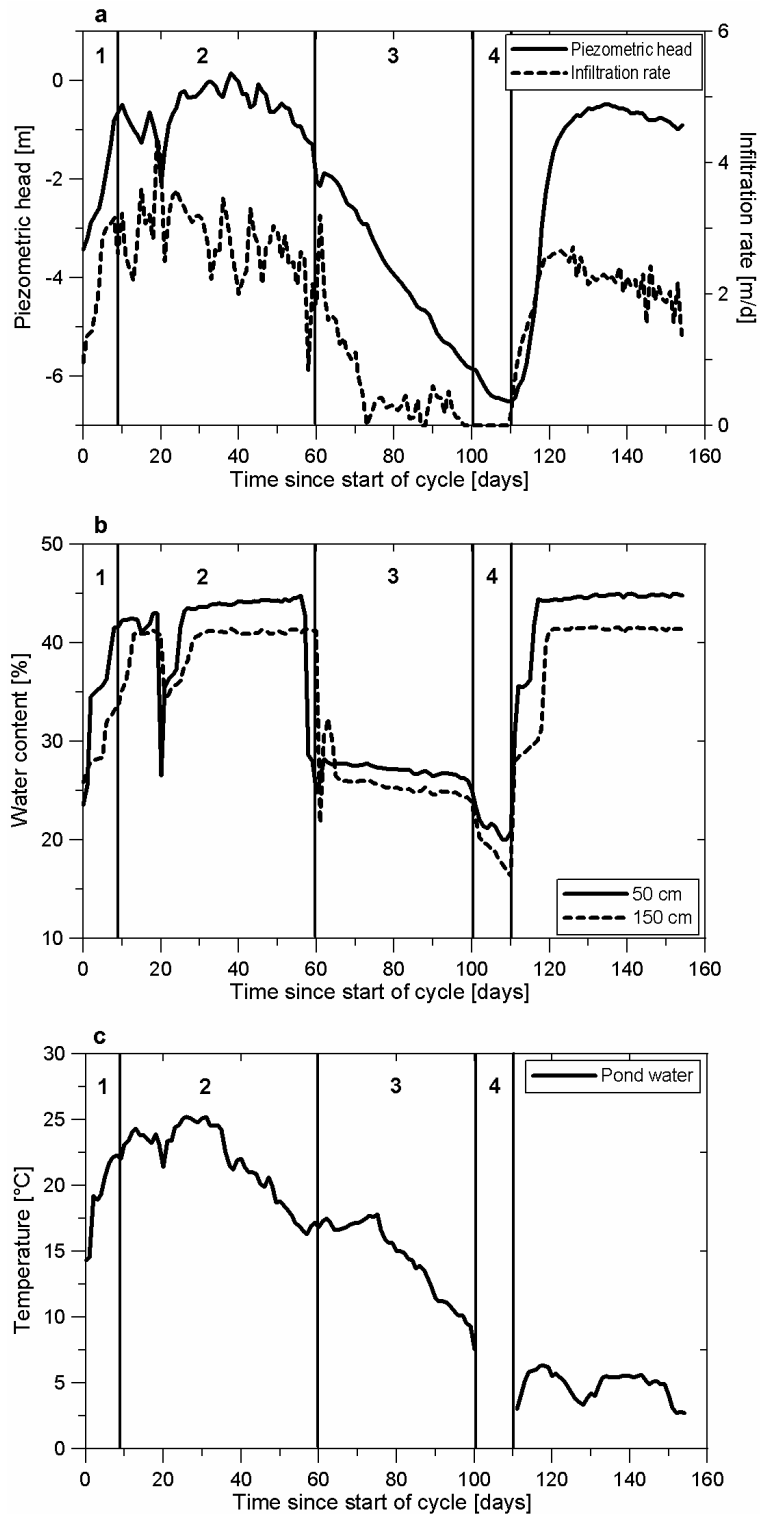 a
1 2 3 4
Piezometric head
Infiltration rate
Piezometric head [m]
0
-2
-4
-6
6
4
2
0
Infiltration rate [m/d]
0 20 40 60 80 100 120 140 160
Time since start of cycle [days]
b
1 2 3 4
Water content [%]
50
40
30
20
10
50 cm
150 cm
0 20 40 60 80 100 120 140 160
Time since start of cycle [days]
c
1 2 3 4
Pond water
Temperature [°C]
30
25
20
15
10
5
0
0 20 40 60 80 100 120 140 160
Time since start of cycle [days]